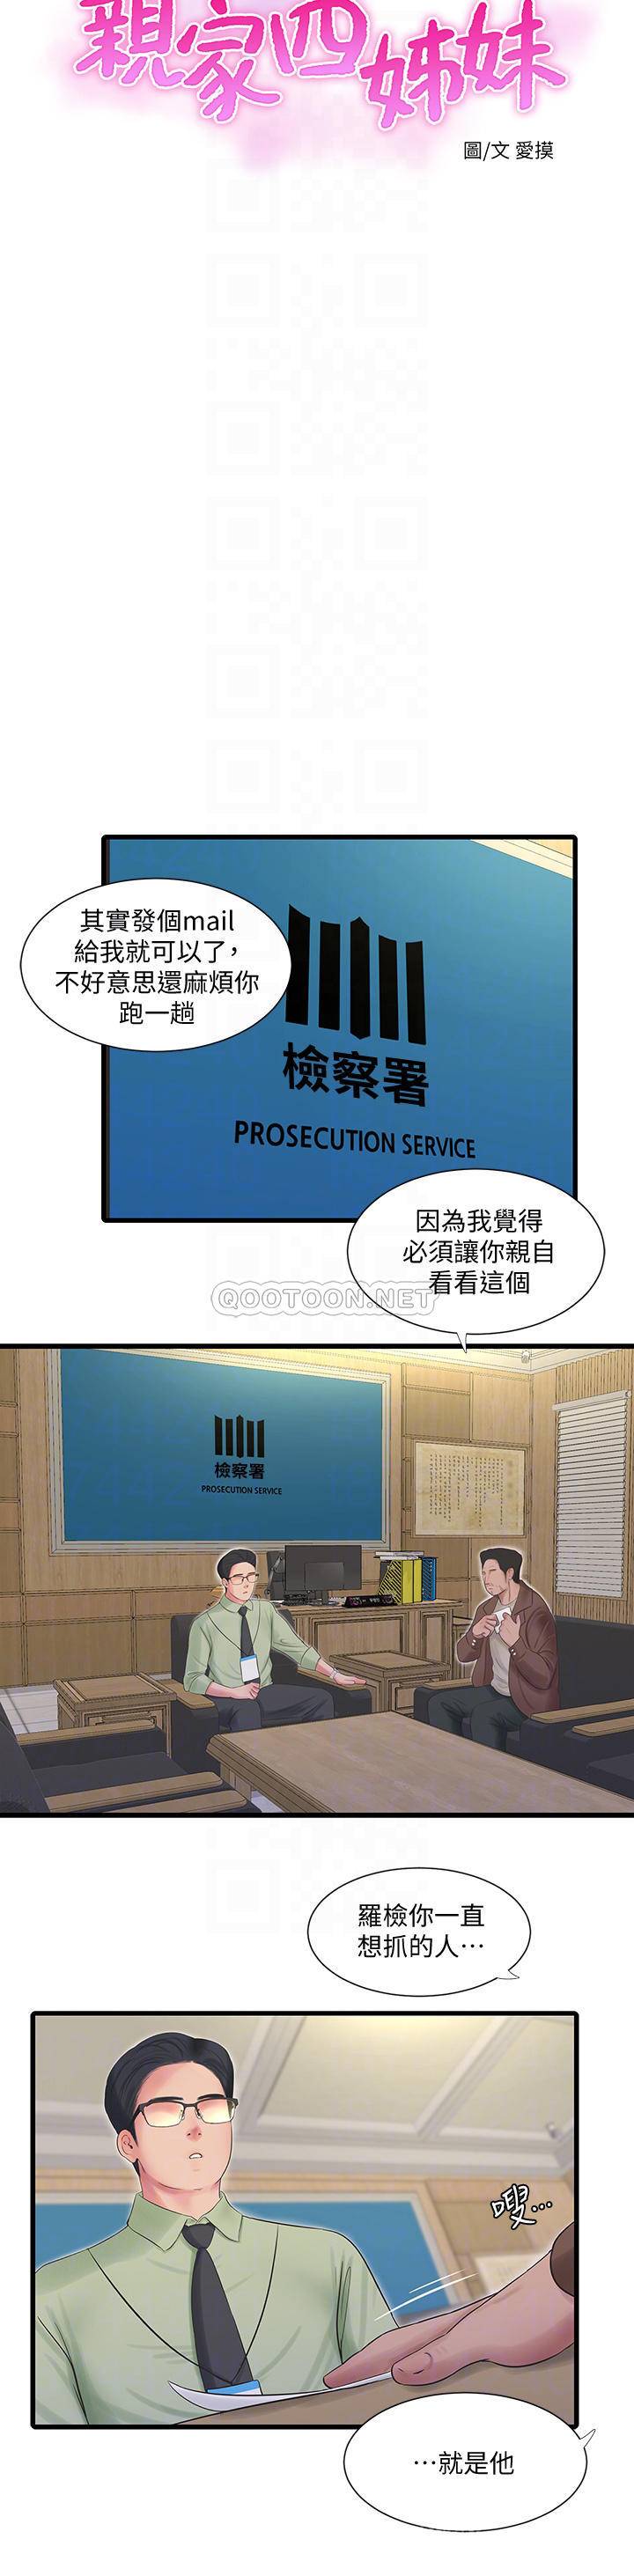 親家四姊妹
圖/文 愛摸
其實發個mail
給我就可以了,
不好意思還麻煩你
跑一趟
檢察署
PROSECUTION SERVICE
因為我覺得
必須讓你親自
看看這個
QOOTOON.NET
檢察署
PROSECUTION SERVICE
羅檢你一直
想抓的人…
嗖…
…就是他